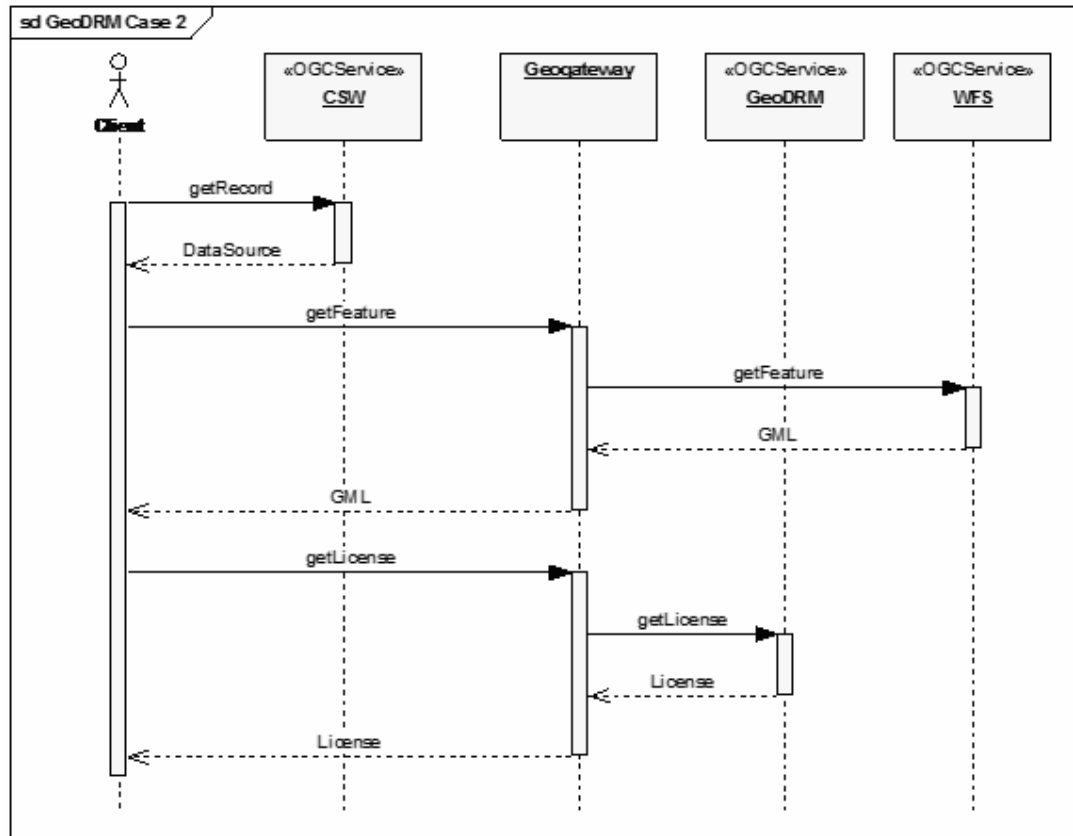 sd GeoDRM Case 2
Client
«OGCService»
CSW
Geogateway
«OGCService»
GeoDRM
«OGCService»
WFS
getRecord
DataSource
getFeature
getFeature
GML
GML
getLicense
getLicense
License
License